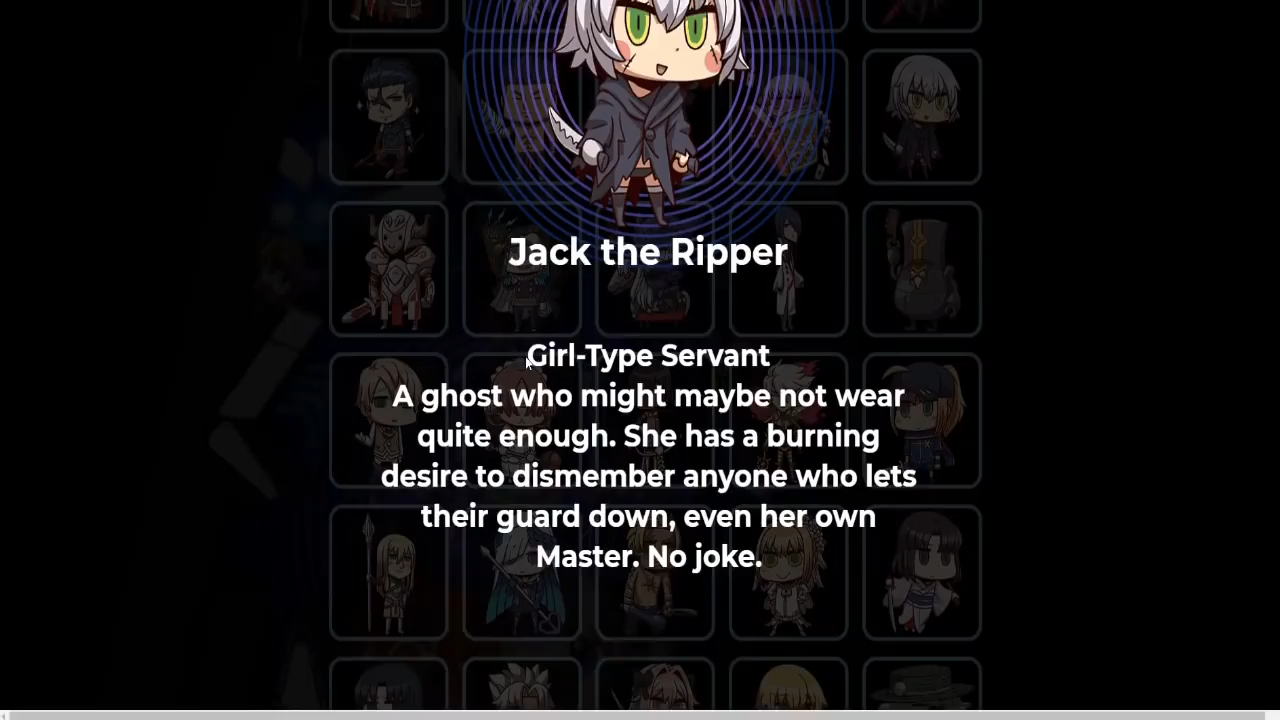 Jack the Ripper
Girl-Type Servant
A ghost who might maybe not wear
quite enough. She has a burning
desire to dismember anyone who lets
their guard down, even her own
Master. No joke.